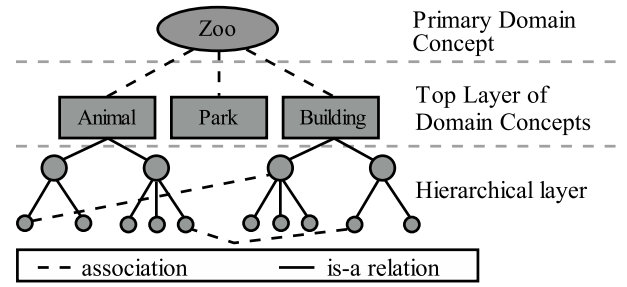 Zoo
Primary Domain
Concept
Animal
Park
Building
Top Layer of
Domain Concepts
Hierarchical layer
association
is-a relation